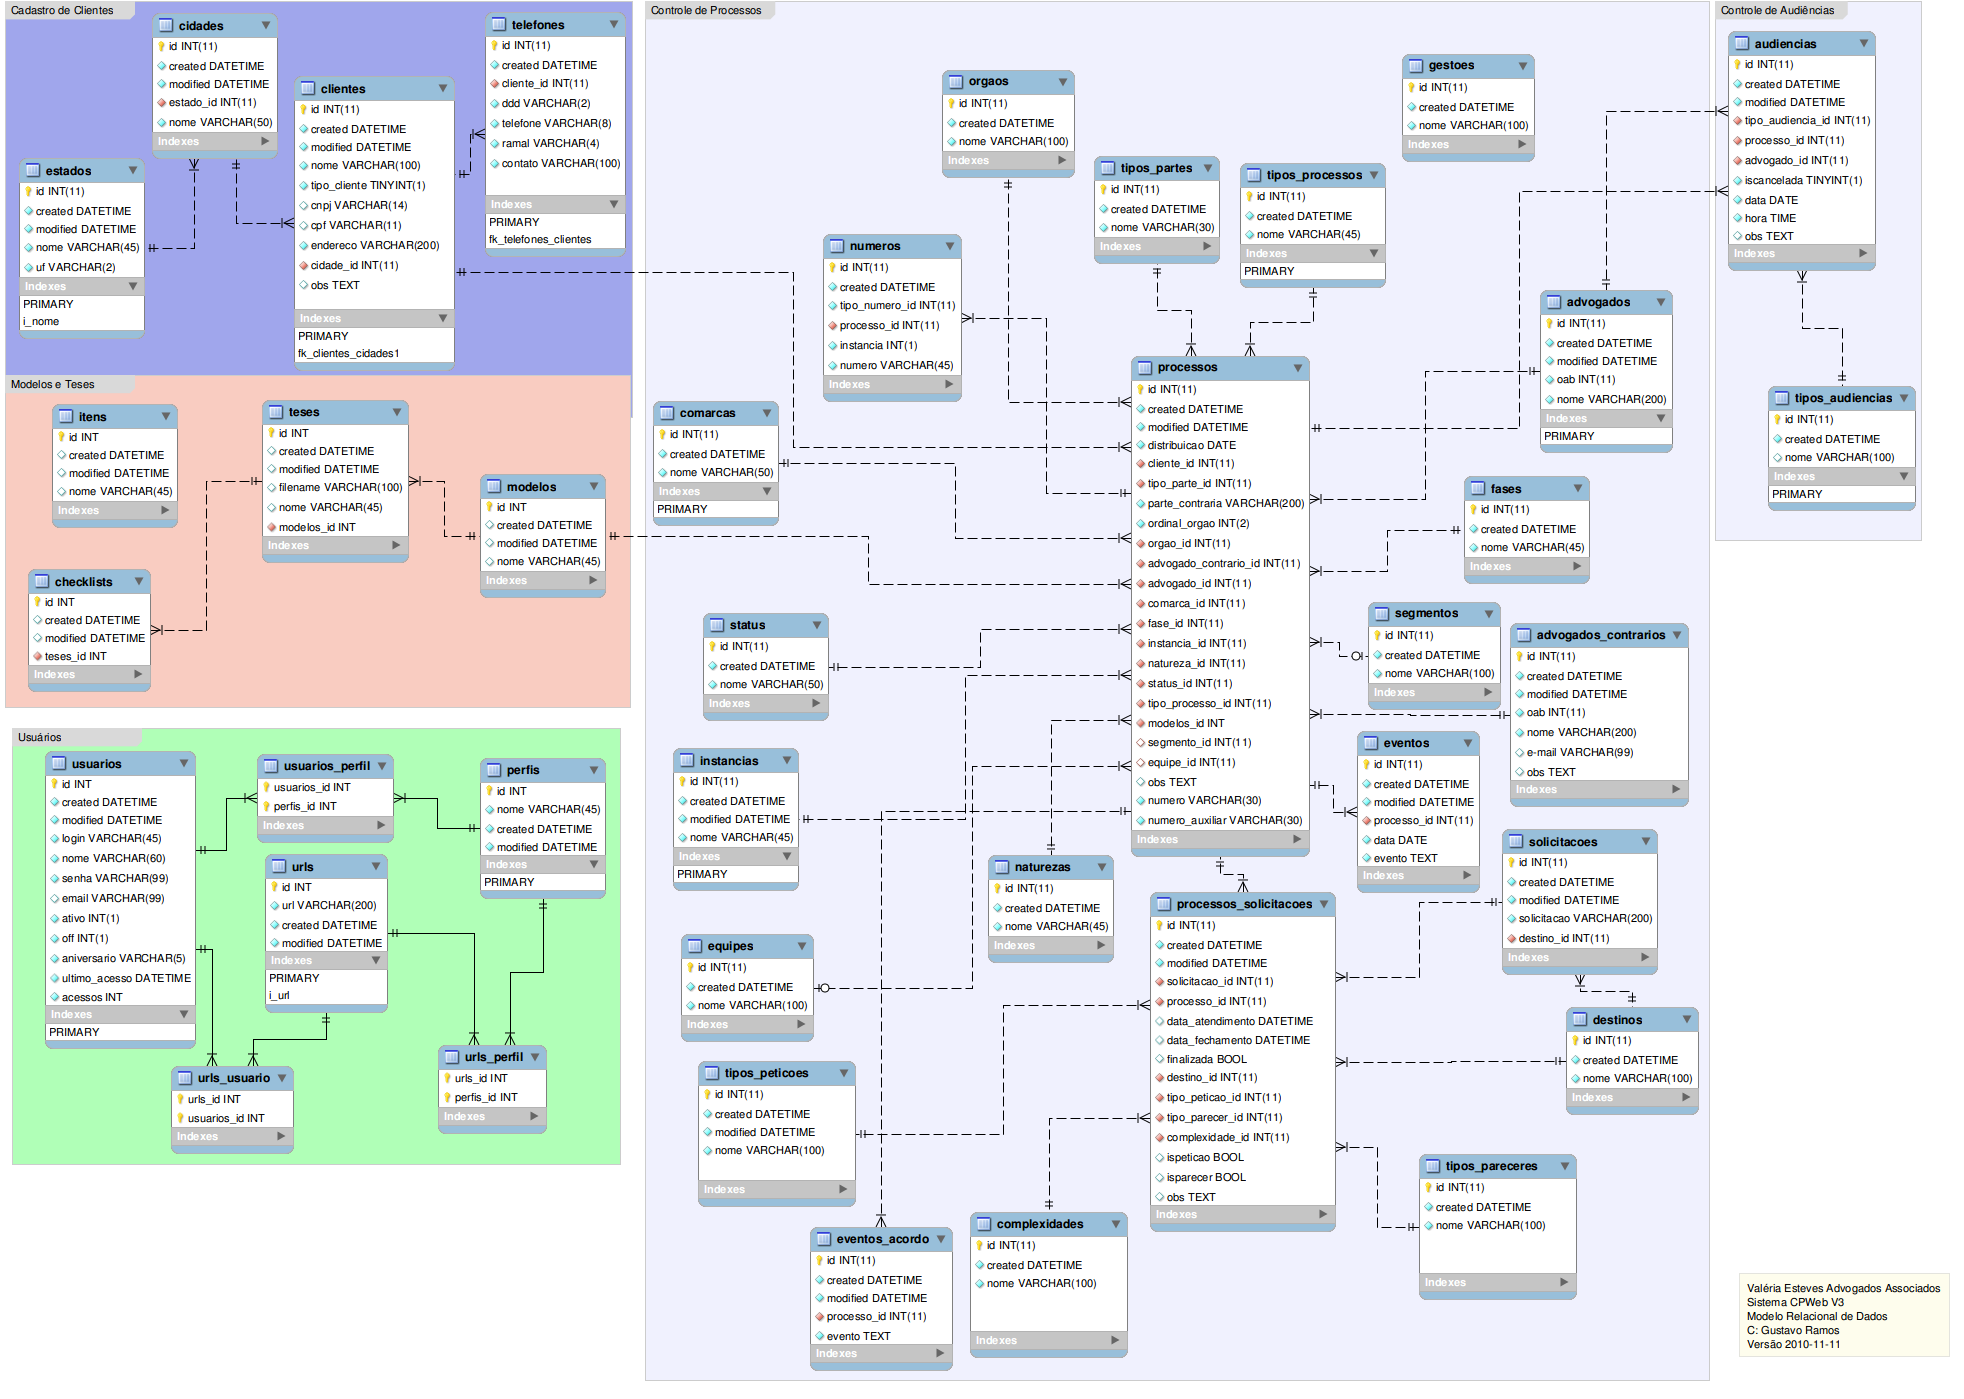 Cadastro de Clientes
cidades
id INT(11)
created DATETIME
modified DATETIME
estado_id INT(11)
nome VARCHAR(50)
Indexes
telefones
id INT(11)
created DATETIME
cliente_id INT(11)
ddd VARCHAR(2)
telefone VARCHAR(8)
ramal VARCHAR(4)
contato VARCHAR(100)
Indexes
PRIMARY
fk_telefones_clientes
clientes
id INT(11)
created DATETIME
modified DATETIME
nome VARCHAR(100)
tipo_cliente TINYINT(1)
cnpj VARCHAR(14)
cpf VARCHAR(11)
endereco VARCHAR(200)
cidade_id INT(11)
obs TEXT
Indexes
PRIMARY
fk_clientes_cidades1
estados
id INT(11)
created DATETIME
modified DATETIME
nome VARCHAR(45)
uf VARCHAR(2)
Indexes
PRIMARY
i_nome
Modelos e Teses
itens
id INT
created DATETIME
modified DATETIME
nome VARCHAR(45)
Indexes
teses
id INT
created DATETIME
modified DATETIME
filename VARCHAR(100)
nome VARCHAR(45)
modelos_id INT
Indexes
modelos
id INT
created DATETIME
modified DATETIME
nome VARCHAR(45)
Indexes
checklists
id INT
created DATETIME
modified DATETIME
teses_id INT
Indexes
Usuários
usuarios
id INT
created DATETIME
modified DATETIME
login VARCHAR(45)
nome VARCHAR(60)
senha VARCHAR(99)
email VARCHAR(99)
ativo INT(1)
off INT(1)
aniversario VARCHAR(5)
ultimo_acesso DATETIME
acessos INT
Indexes
PRIMARY
usuarios_perfil
usuarios_id INT
perfis_id INT
Indexes
perfis
id INT
nome VARCHAR(45)
created DATETIME
modified DATETIME
Indexes
PRIMARY
urls
id INT
url VARCHAR(200)
created DATETIME
modified DATETIME
Indexes
PRIMARY
i_url
urls_usuario
urls_id INT
usuarios_id INT
Indexes
urls_perfil
urls_id INT
perfis_id INT
Indexes
Controle de Processos
orgaos
id INT(11)
created DATETIME
nome VARCHAR(100)
Indexes
gestoes
id INT(11)
created DATETIME
nome VARCHAR(100)
Indexes
tipos_partes
id INT(11)
created DATETIME
nome VARCHAR(30)
Indexes
tipos_processos
id INT(11)
created DATETIME
nome VARCHAR(45)
Indexes
PRIMARY
numeros
id INT(11)
created DATETIME
tipo_numero_id INT(11)
processo_id INT(11)
instancia INT(1)
numero VARCHAR(45)
Indexes
advogados
id INT(11)
created DATETIME
modified DATETIME
oab INT(11)
nome VARCHAR(200)
Indexes
PRIMARY
comarcas
id INT(11)
created DATETIME
nome VARCHAR(50)
Indexes
PRIMARY
processos
id INT(11)
created DATETIME
modified DATETIME
distribuicao DATE
cliente_id INT(11)
tipo_parte_id INT(11)
parte_contraria VARCHAR(200)
ordinal_orgao INT(2)
orgao_id INT(11)
advogado_contrario_id INT(11)
advogado_id INT(11)
comarca_id INT(11)
fase_id INT(11)
instancia_id INT(11)
natureza_id INT(11)
status_id INT(11)
tipo_processo_id INT(11)
modelos_id INT
segmento_id INT(11)
equipe_id INT(11)
obs TEXT
numero VARCHAR(30)
numero_auxiliar VARCHAR(30)
Indexes
fases
id INT(11)
created DATETIME
nome VARCHAR(45)
Indexes
status
id INT(11)
created DATETIME
nome VARCHAR(50)
Indexes
segmentos
id INT(11)
created DATETIME
nome VARCHAR(100)
Indexes
advogados_contrarios
id INT(11)
created DATETIME
modified DATETIME
oab INT(11)
nome VARCHAR(200)
e-mail VARCHAR(99)
obs TEXT
Indexes
instancias
id INT(11)
created DATETIME
modified DATETIME
nome VARCHAR(45)
Indexes
PRIMARY
eventos
id INT(11)
created DATETIME
modified DATETIME
processo_id INT(11)
data DATE
evento TEXT
Indexes
naturezas
id INT(11)
created DATETIME
nome VARCHAR(45)
Indexes
solicitacoes
id INT(11)
created DATETIME
modified DATETIME
solicitacao VARCHAR(200)
destino_id INT(11)
Indexes
equipes
id INT(11)
created DATETIME
nome VARCHAR(100)
Indexes
processos_solicitacoes
id INT(11)
created DATETIME
modified DATETIME
solicitacao_id INT(11)
processo_id INT(11)
data_atendimento DATETIME
data_fechamento DATETIME
finalizada BOOL
destino_id INT(11)
tipo_peticao_id INT(11)
tipo_parecer_id INT(11)
complexidade_id INT(11)
ispeticao BOOL
isparecer BOOL
obs TEXT
Indexes
destinos
id INT(11)
created DATETIME
nome VARCHAR(100)
Indexes
tipos_peticoes
id INT(11)
created DATETIME
modified DATETIME
nome VARCHAR(100)
Indexes
tipos_pareceres
id INT(11)
created DATETIME
nome VARCHAR(100)
Indexes
eventos_acordo
id INT(11)
created DATETIME
modified DATETIME
processo_id INT(11)
evento TEXT
Indexes
complexidades
id INT(11)
created DATETIME
nome VARCHAR(100)
Indexes
Controle de Audiências
audiencias
id INT(11)
created DATETIME
modified DATETIME
tipo_audiencia_id INT(11)
processo_id INT(11)
advogado_id INT(11)
iscancelada TINYINT(1)
data DATE
hora TIME
obs TEXT
Indexes
tipos_audiencias
id INT(11)
created DATETIME
nome VARCHAR(100)
Indexes
PRIMARY
Valéria Esteves Advogados Associados
Sistema CPWeb V3
Modelo Relacional de Dados
C: Gustavo Ramos
Versão 2010-11-11